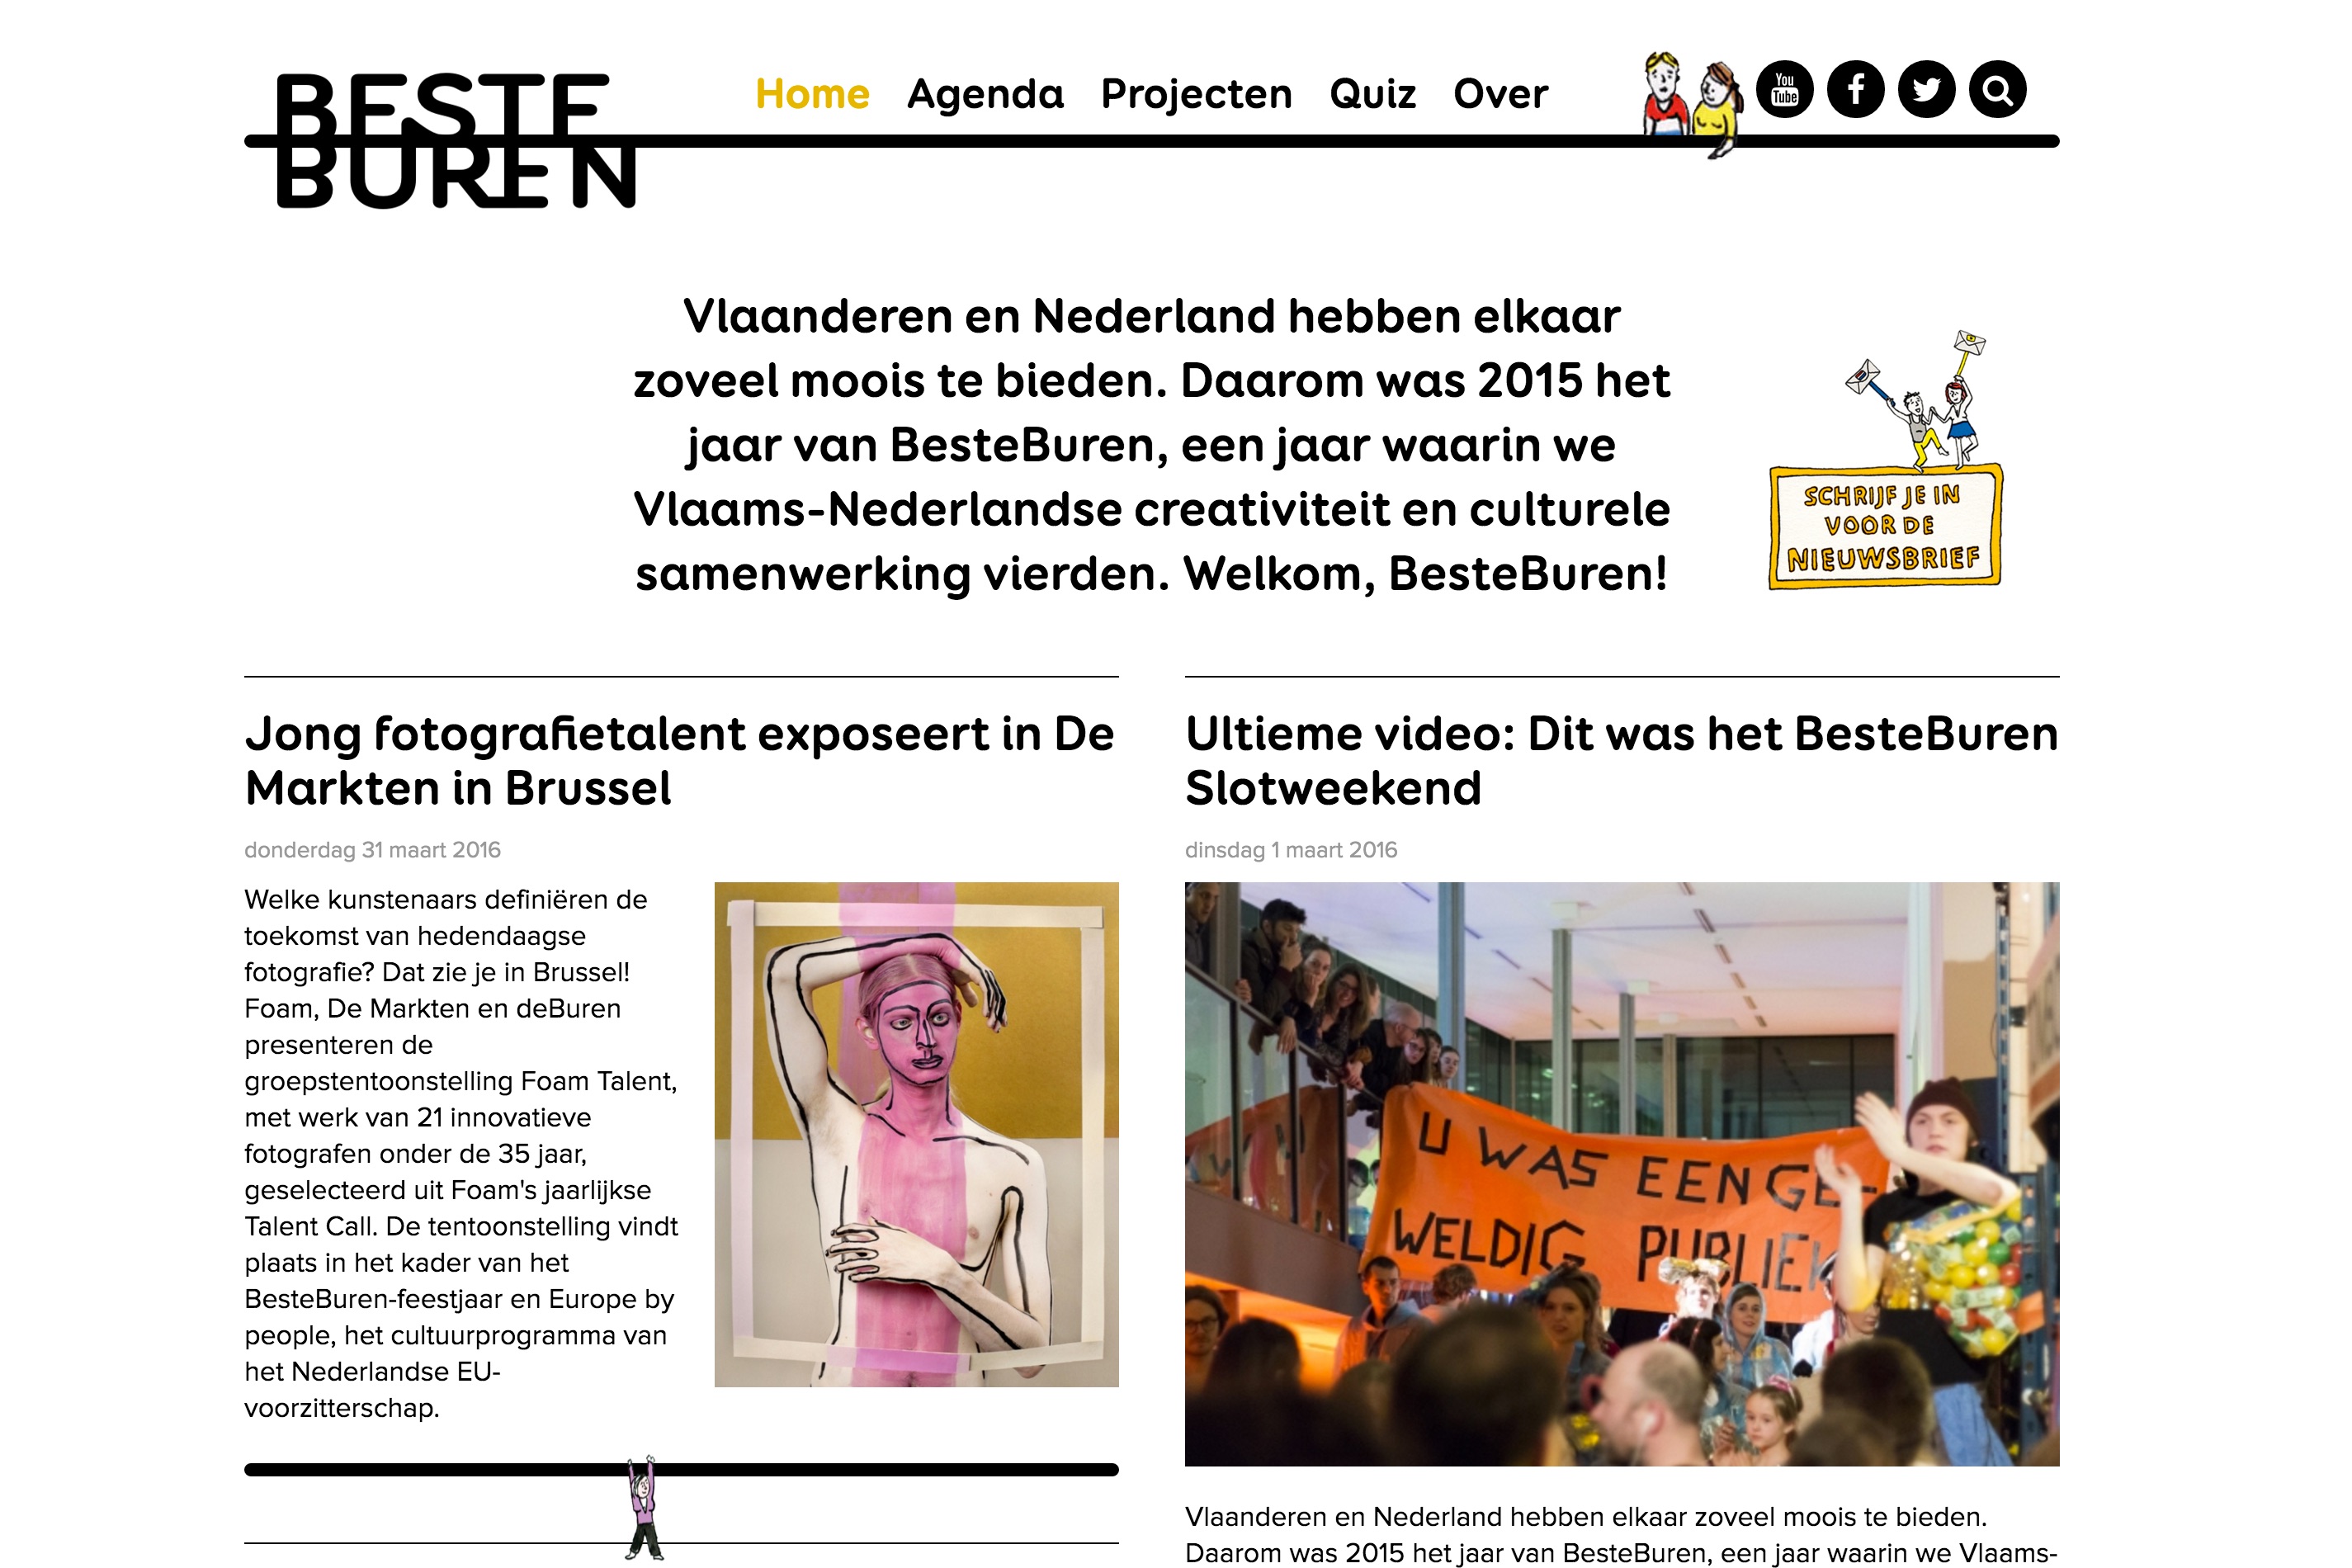 BESTE
BUREN
Home Agenda Projecten Quiz Over
You
Tube
Vlaanderen en Nederland hebben elkaar
zoveel moois te bieden. Daarom was 2015 het
jaar van BesteBuren, een jaar waarin we
Vlaams-Nederlandse creativiteit en culturele
samenwerking vierden. Welkom, BesteBuren!
SCHRIJF JE IN
VOOR DE
NIEUWSBRIEF
Jong fotografietalent exposeert in De
Markten in Brussel
donderdag 31 maart 2016
Welke kunstenaars definiëren de
toekomst van hedendaagse
fotografie? Dat zie je in Brussel!
Foam, De Markten en deBuren
presenteren de
groepstentoonstelling Foam Talent,
met werk van 21 innovatieve
fotografen onder de 35 jaar,
geselecteerd uit Foam's jaarlijkse
Talent Call. De tentoonstelling vindt
plaats in het kader van het
BesteBuren-feestjaar en Europe by
people, het cultuurprogramma van
het Nederlandse EU-
voorzitterschap.
Ultieme video: Dit was het BesteBuren
Slotweekend
dinsdag 1 maart 2016
U WAS EEN GE-
WELDIG PUBLIEK
Vlaanderen en Nederland hebben elkaar zoveel moois te bieden.
Daarom was 2015 het jaar van BesteBuren, een jaar waarin we Vlaams-